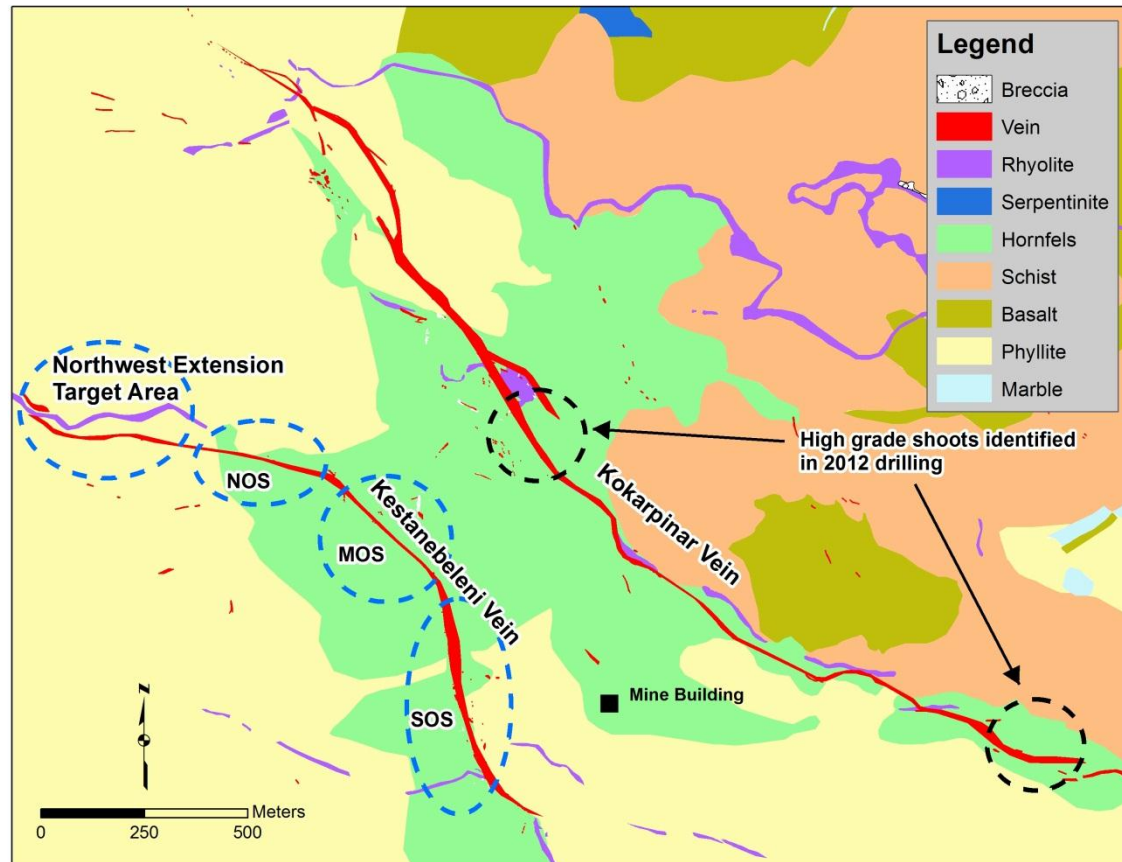 Legend
Breccia
Vein
Rhyolite
Serpentinite
Hornfels
Schist
Basalt
Phyllite
Marble
Northwest Extension
Target Area
NOS
MOS
SOS
Kestanebeleni Vein
Kokarpinar Vein
High grade shoots identified
in 2012 drilling
Mine Building
N
Meters
0 250 500